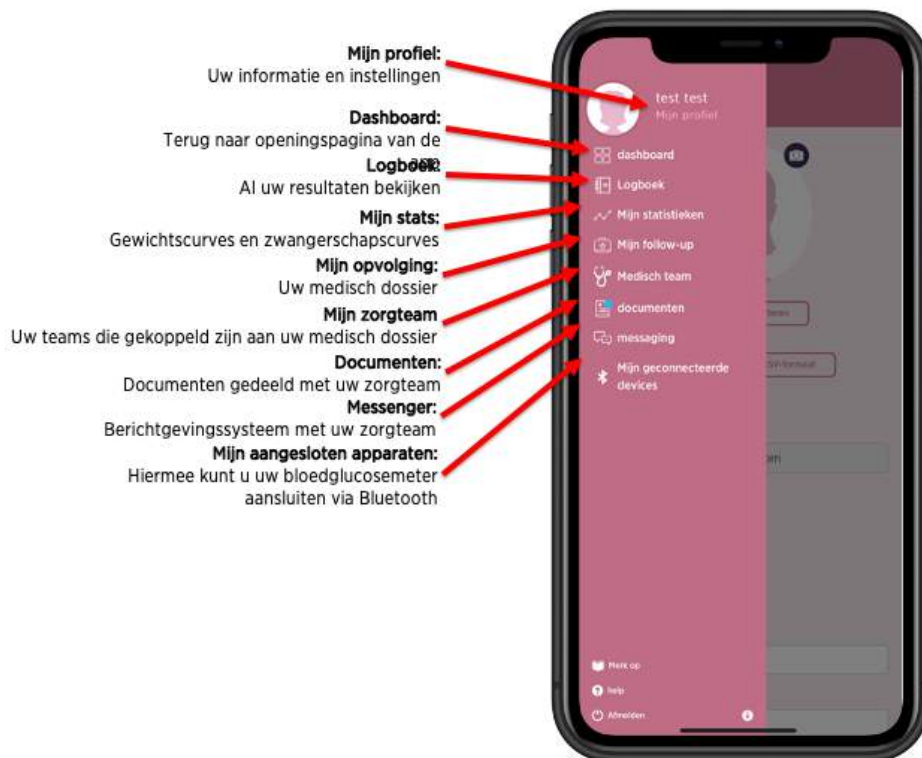 Mijn profiel:
Uw informatie en instellingen
Dashboard:
Terug naar openingspagina van de
app
Logboek:
Al uw resultaten bekijken
Mijn stats:
Gewichtscurves en zwangerschapscurves
Mijn opvolging:
Uw medisch dossier
Mijn zorgteam
Uw teams die gekoppeld zijn aan uw medisch dossier
Documenten:
Documenten gedeeld met uw zorgteam
Messenger:
Berichtgevingssysteem met uw zorgteam
Mijn aangesloten apparaten:
Hiermee kunt u uw bloedglucosemeter
aansluiten via Bluetooth
test test
Mijn profiel
dashboard
Logboek
Mijn statistieken
Mijn follow-up
Medisch team
documenten
messaging
Mijn geconnecteerde
devices
Merk op
help
Afmelden